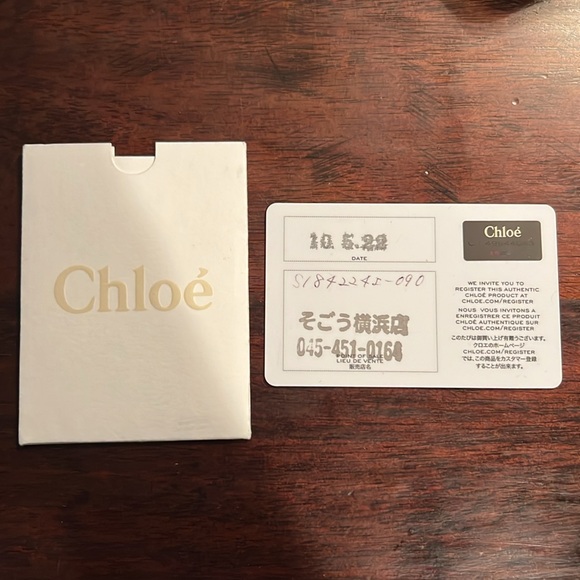 Chloé
10.5.22
DATE
S184224I-090
そごう横浜店
045-451-0164
POINT OF SALE
LIEU DE VENTE
販売店名
Chloé
WE INVITE YOU TO
REGISTER THIS AUTHENTIC
CHLOÉ PRODUCT AT
CHLOE.COM/REGISTER
NOUS VOUS INVITONS A
ENREGISTRER CE PRODUIT
CHLOÉ AUTHENTIQUE SUR
CHLOE.COM/REGISTER
このたびは御買い上げ有難うございます。
クロエのホームページ
CHLOE.COM/REGISTER
では、この商品をカスタマー登録
することが出来ます。